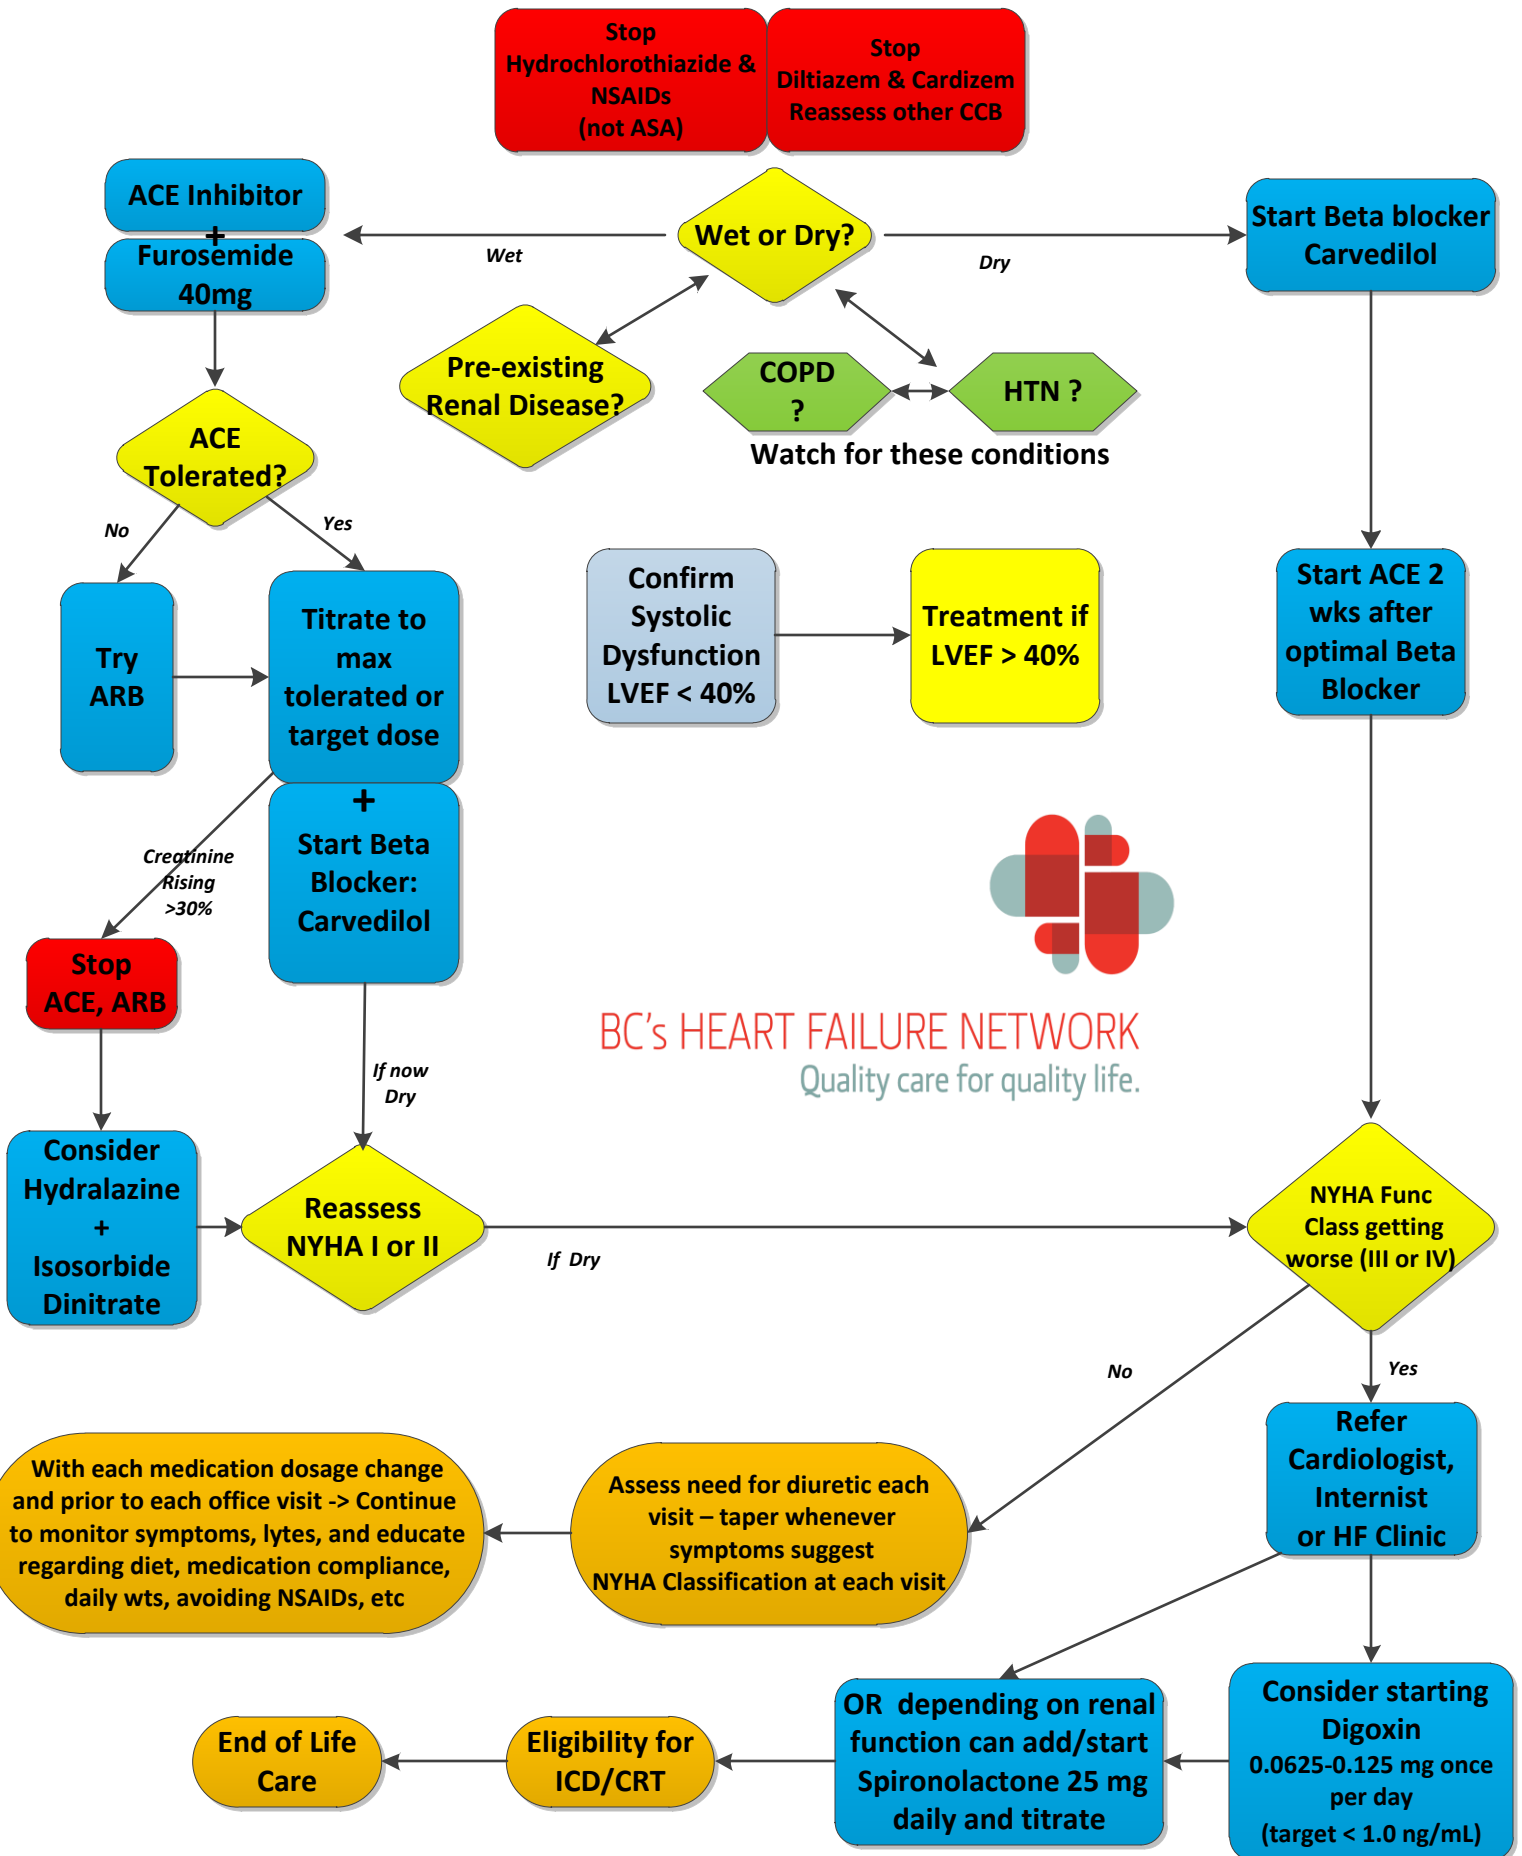 Stop
Hydrochlorothiazide &
NSAIDs
(not ASA)
Stop
Diltiazem & Cardizem
Reassess other CCB
ACE Inhibitor
+
Furosemide
40mg
Wet
Wet or Dry?
Dry
Start Beta blocker
Carvedilol
Pre-existing
Renal Disease?
COPD
?
HTN ?
Watch for these conditions
ACE
Tolerated?
No
Yes
Try
ARB
Titrate to
max
tolerated or
target dose
+
Start Beta
Blocker:
Carvedilol
Confirm
Systolic
Dysfunction
LVEF < 40%
Treatment if
LVEF > 40%
Start ACE 2
wks after
optimal Beta
Blocker
Creatinine
Rising
>30%
Stop
ACE, ARB
BC's HEART FAILURE NETWORK
Quality care for quality life.
If now
Dry
Consider
Hydralazine
+
Isosorbide
Dinitrate
Reassess
NYHA I or II
If Dry
NYHA Func
Class getting
worse (III or IV)
No
Yes
Refer
Cardiologist,
Internist
or HF Clinic
With each medication dosage change
and prior to each office visit -> Continue
to monitor symptoms, lytes, and educate
regarding diet, medication compliance,
daily wts, avoiding NSAIDs, etc
Assess need for diuretic each
visit – taper whenever
symptoms suggest
NYHA Classification at each visit
End of Life
Care
Eligibility for
ICD/CRT
OR depending on renal
function can add/start
Spironolactone 25 mg
daily and titrate
Consider starting
Digoxin
0.0625-0.125 mg once
per day
(target < 1.0 ng/mL)